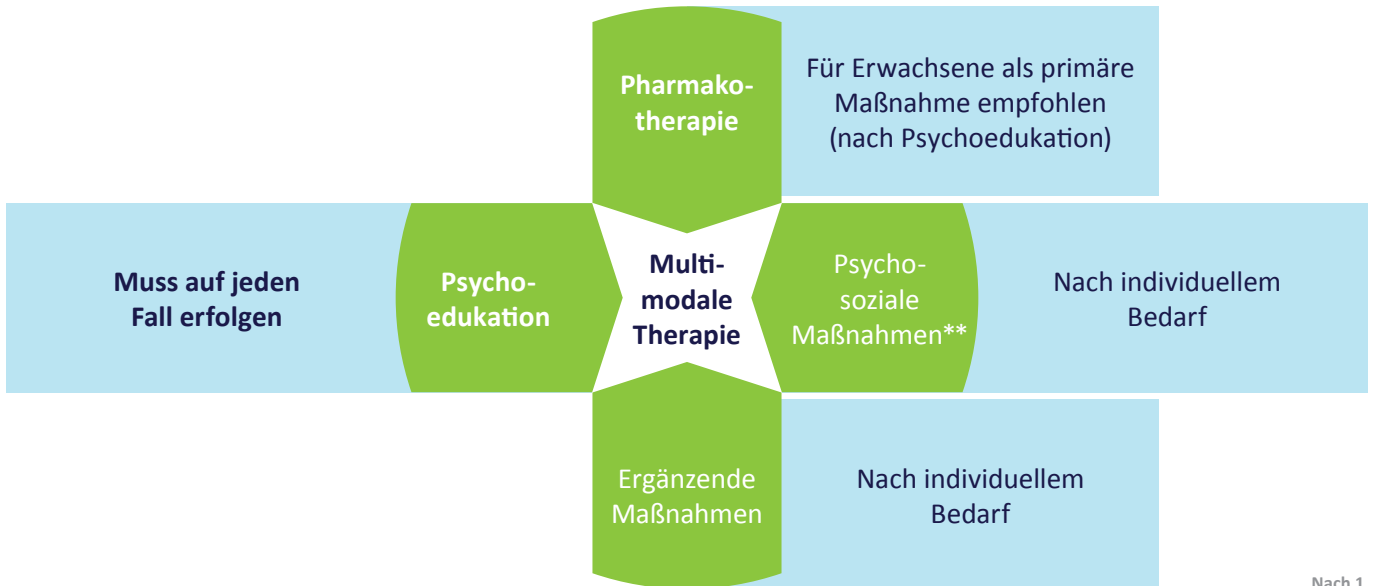 Pharmako-
therapie
Für Erwachsene als primäre
Maßnahme empfohlen
(nach Psychoedukation)
Muss auf jeden
Fall erfolgen
Psycho-
edukation
Multi-
modale
Therapie
Psycho-
soziale
Maßnahmen**
Nach individuellem
Bedarf
Ergänzende
Maßnahmen
Nach individuellem
Bedarf
Nach 1